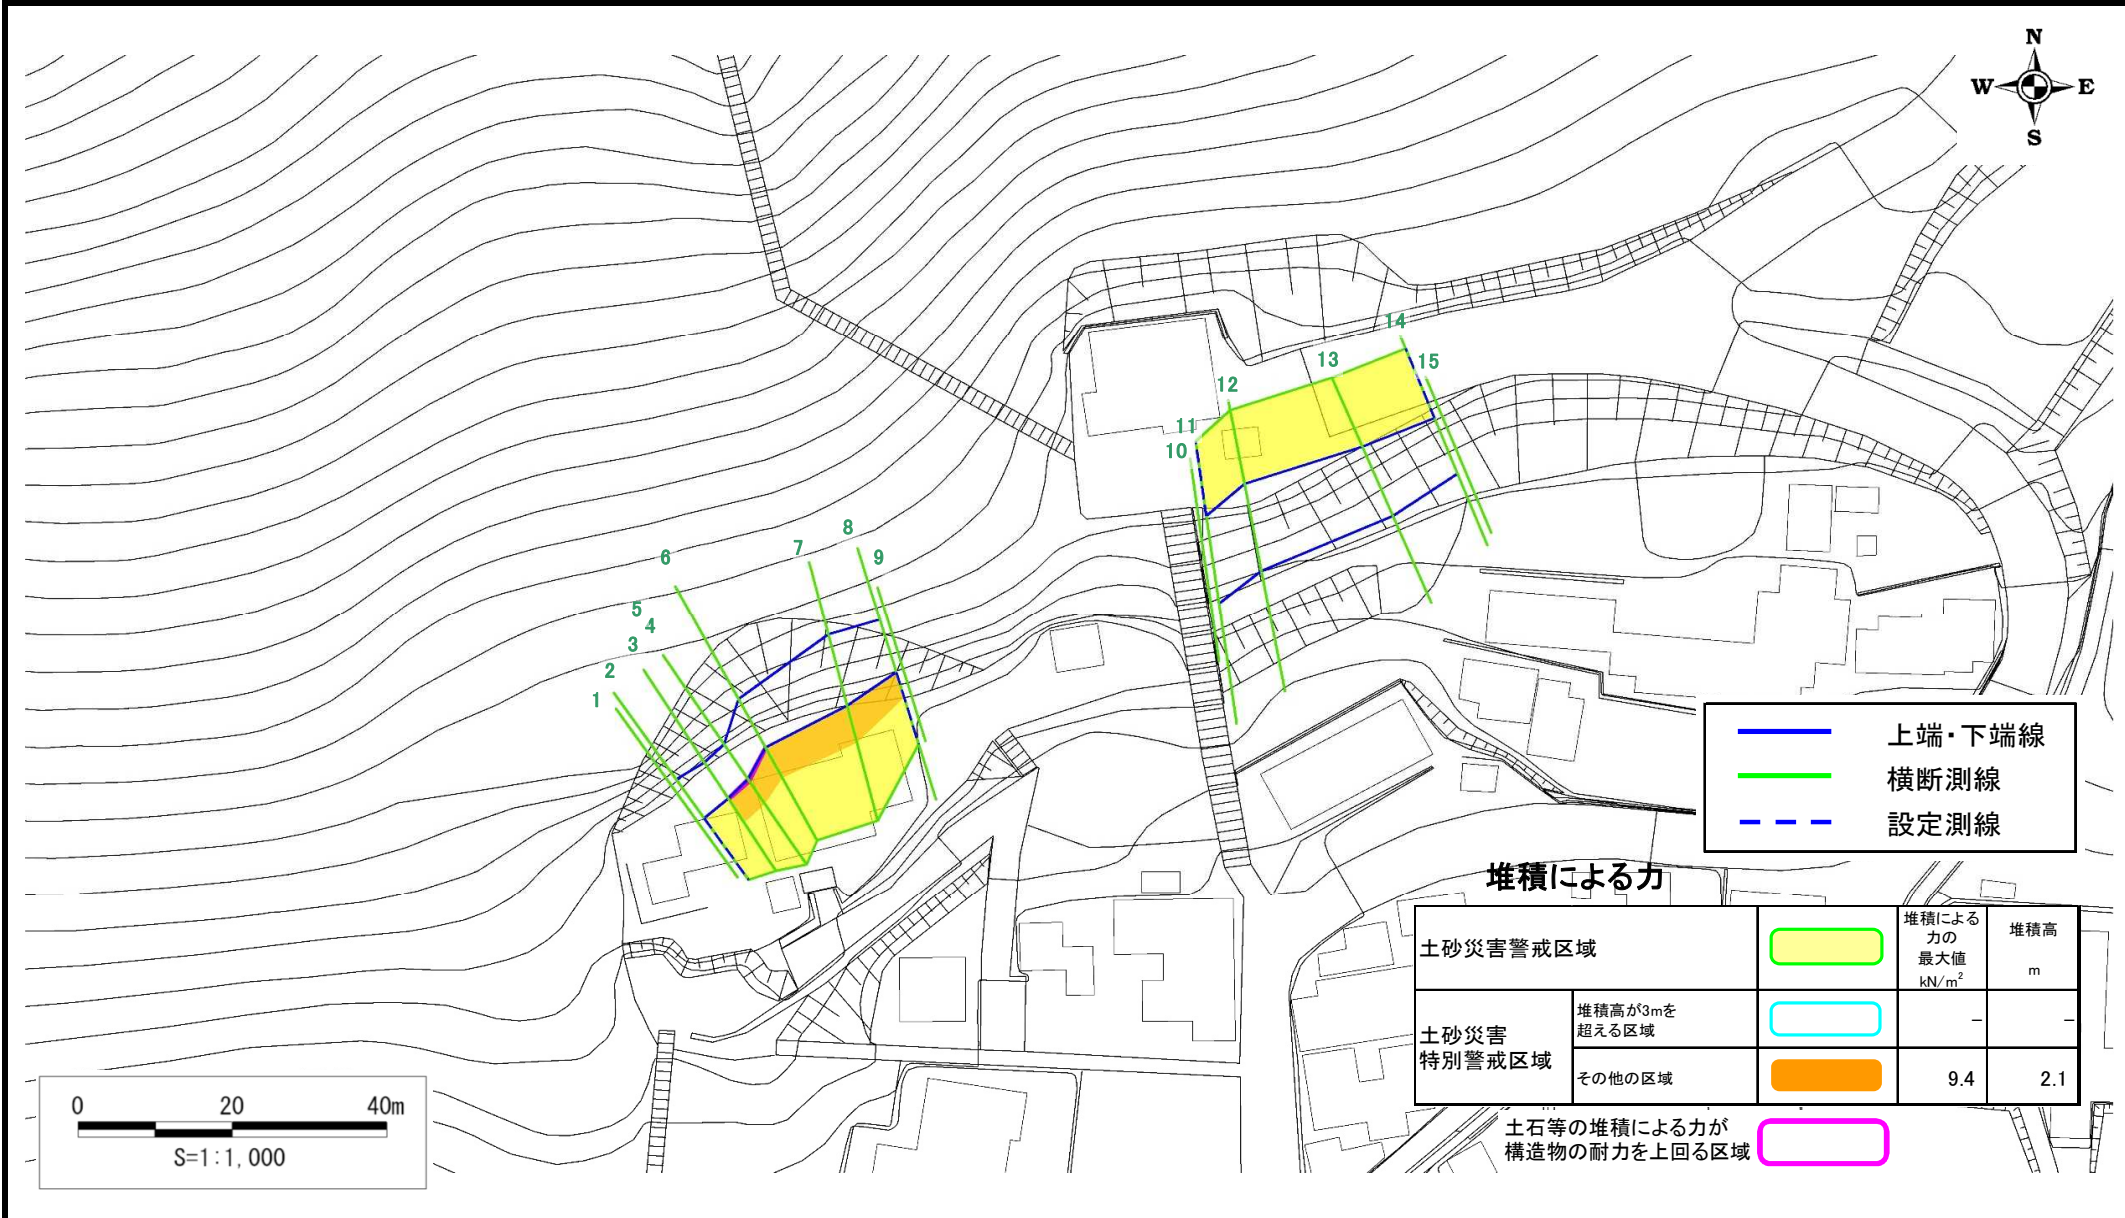 N
W E
S
14
13
15
12
11
10
8
7
9
6
5
4
3
2
1
上端・下端線
横断測線
設定測線
堆積による力
土砂災害警戒区域
堆積による
力の
最大値
kN/m²
堆積高
m
土砂災害
特別警戒区域
堆積高が3mを
超える区域
－
－
その他の区域
9.4
2.1
土石等の堆積による力が
構造物の耐力を上回る区域
0 20 40m
S=1:1,000